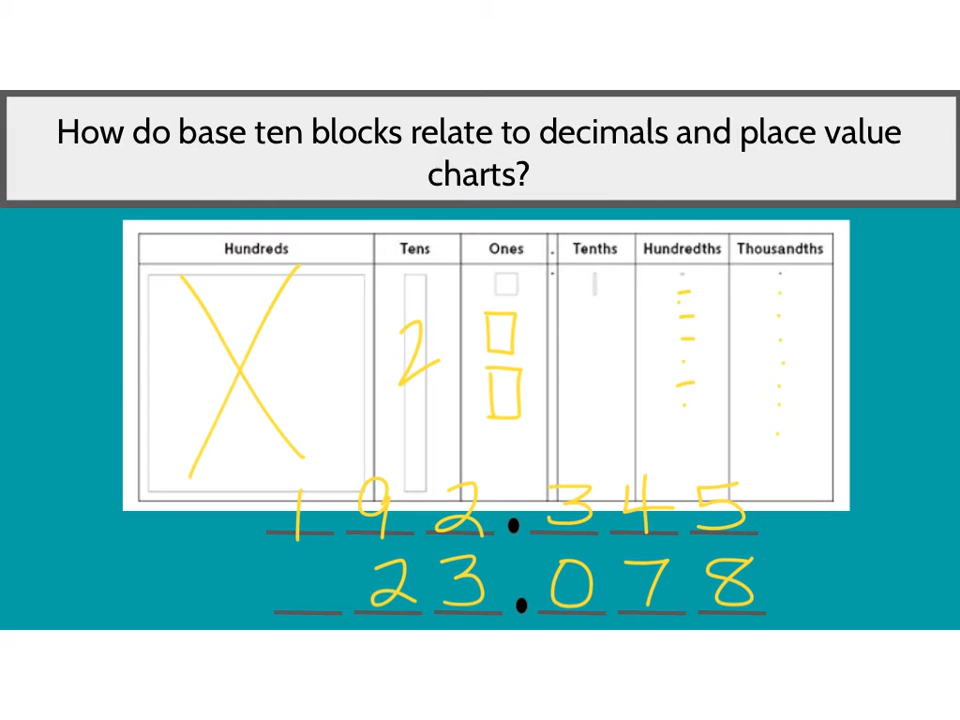 How do base ten blocks relate to decimals and place value
charts?
Hundreds Tens Ones . Tenths Hundredths Thousandths
2
192.345
23.078